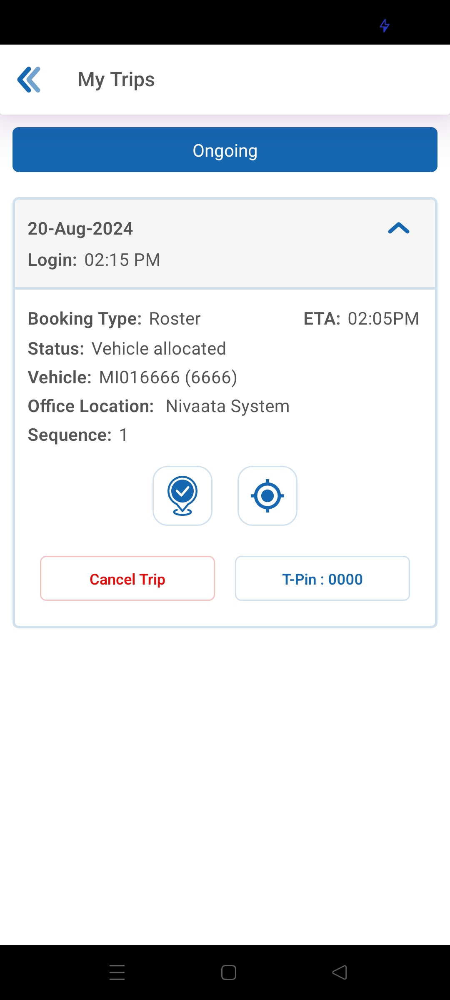 My Trips
Ongoing
20-Aug-2024
Login: 02:15 PM
Booking Type: Roster ETA: 02:05PM
Status: Vehicle allocated
Vehicle: MI016666 (6666)
Office Location: Nivaata System
Sequence: 1
Cancel Trip T-Pin : 0000